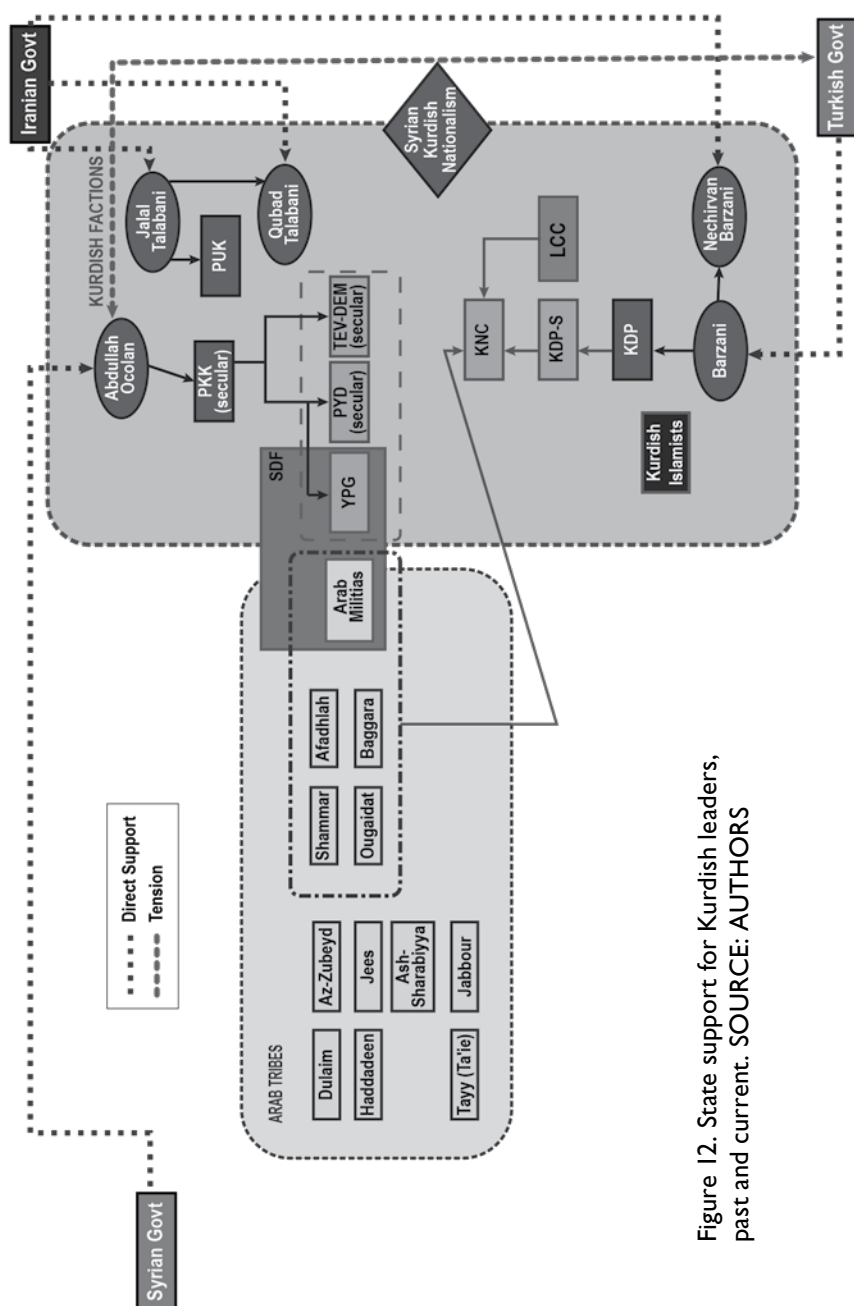 Syrian Govt
Iranian Govt
Turkish Govt
Direct Support
Tension
ARAB TRIBES
Dulaim
Az-Zubeyd
Haddadeen
Jees
Ash-
Sharabiyya
Tayy (Ta'ie)
Jabbour
Shammar
Afadhlah
Ougaidat
Baggara
Arab
Militias
SDF
YPG
KURDISH FACTIONS
Abdullah
Ocolan
PKK
(secular)
PYD
(secular)
TEV-DEM
(secular)
Jalal
Talabani
PUK
Qubad
Talabani
Syrian
Kurdish
Nationalism
KNC
LCC
KDP-S
KDP
Kurdish
Islamists
Barzani
Nechirvan
Barzani
Figure 12. State support for Kurdish leaders,
past and current. SOURCE: AUTHORS